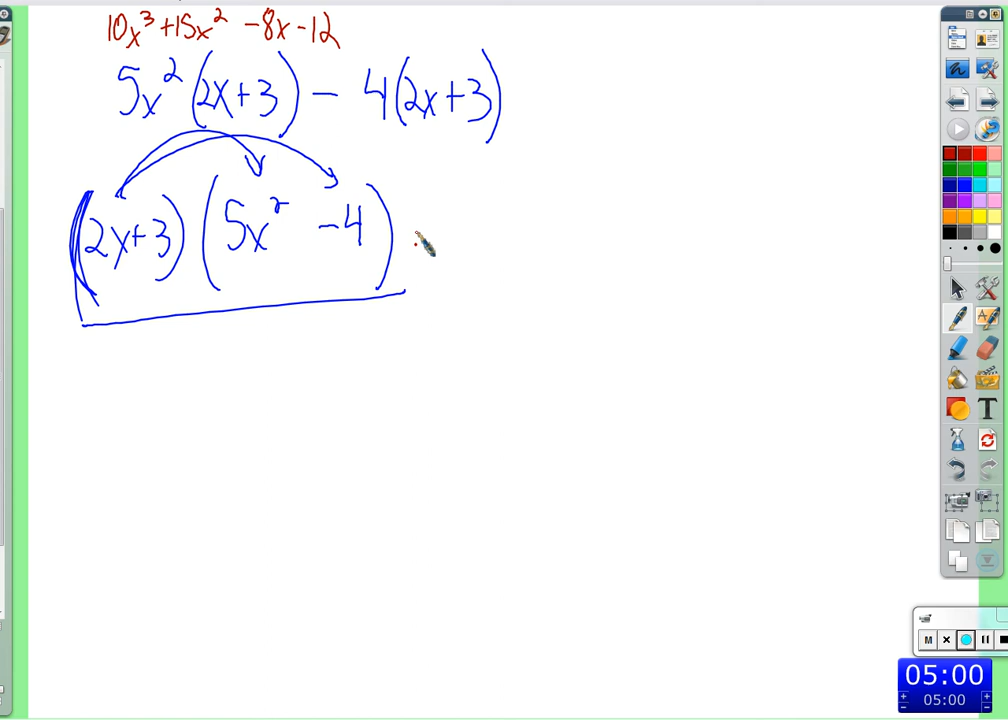 10x³ +15x² -8x -12
5x² (2x+3) - 4(2x+3)
(2x+3) (5x² -4)
T
M
05:00
05:00